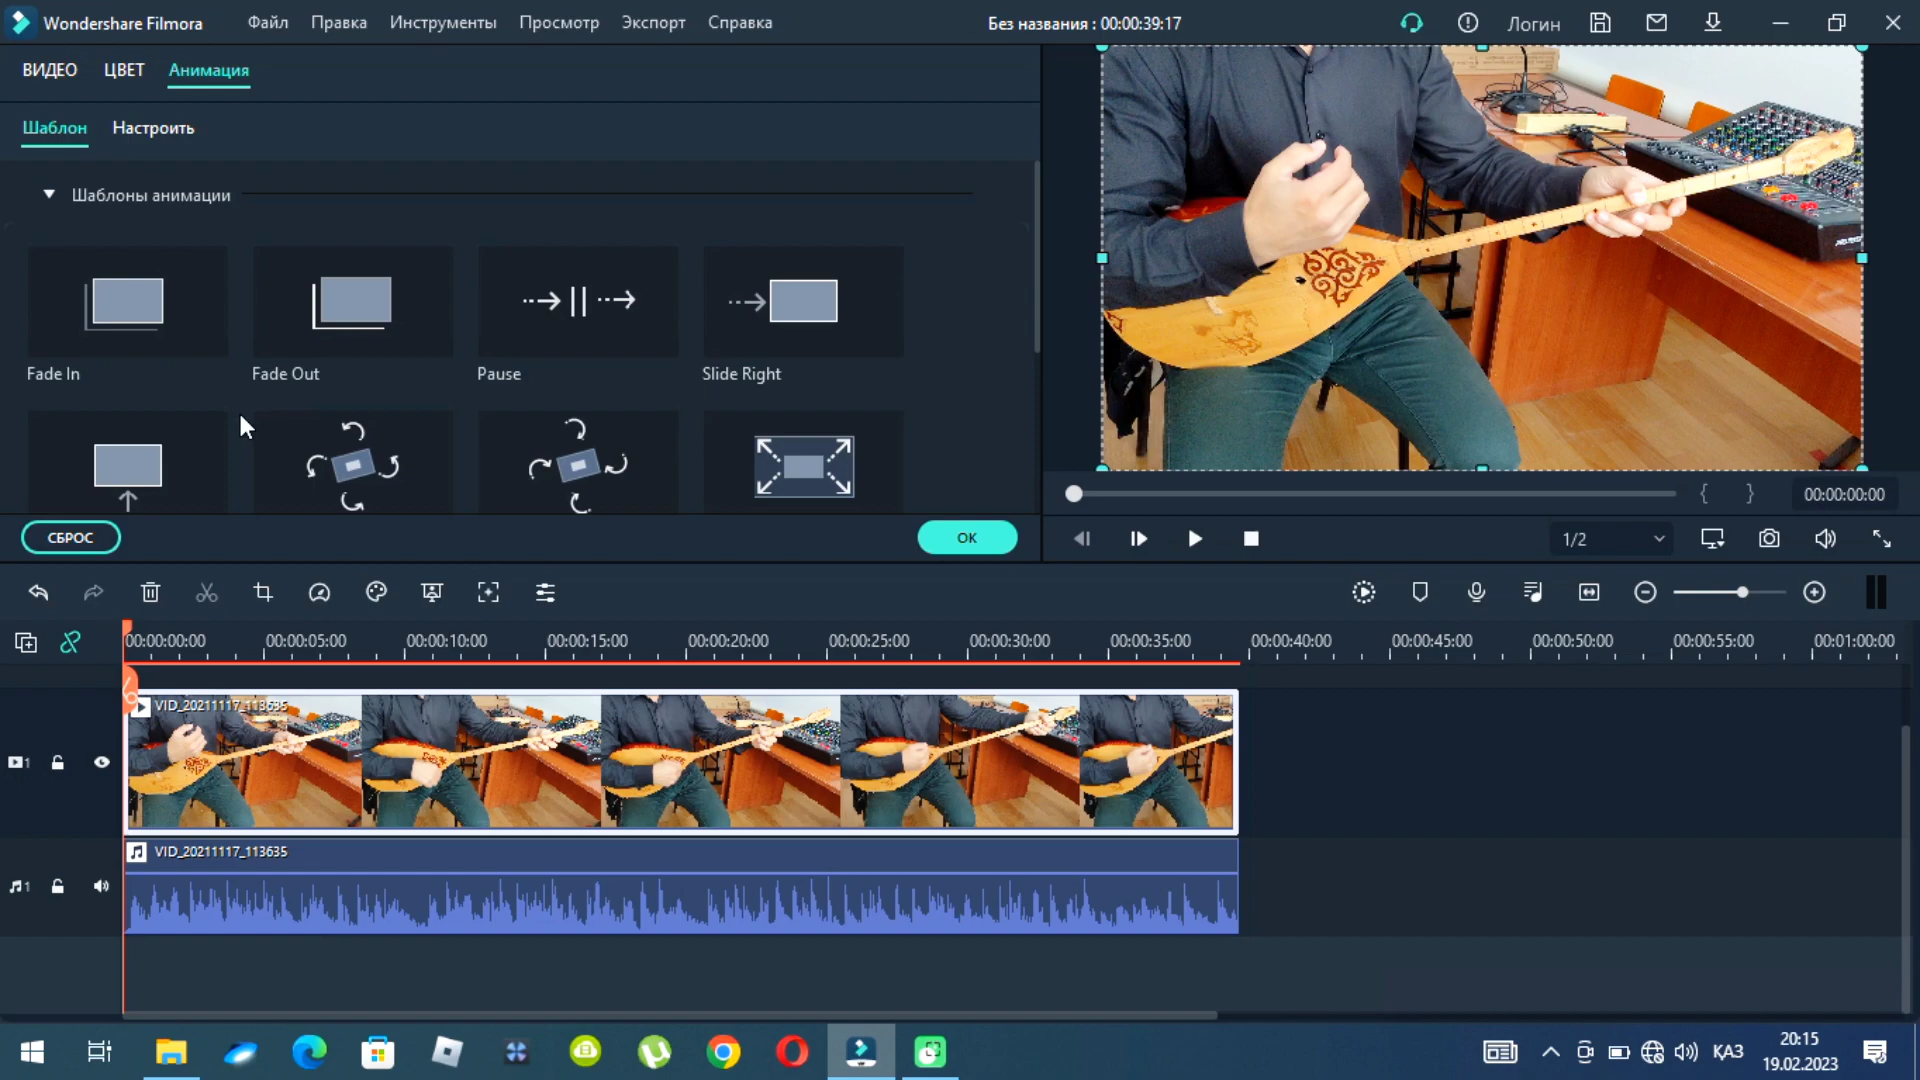 Wondershare Filmora
Файл Правка Инструменты Просмотр Экспорт Справка
Без названия : 00:00:39:17
Логин
ВИДЕО ЦВЕТ Анимация
Шаблон Настроить
Шаблоны анимации
Fade In Fade Out Pause Slide Right
СБРОС
OK
00:00:00:00
1/2
00:00:00:00 00:00:05:00 00:00:10:00 00:00:15:00 00:00:20:00 00:00:25:00 00:00:30:00 00:00:35:00 00:00:40:00 00:00:45:00 00:00:50:00 00:00:55:00 00:01:00:00
VID_20211117_113635
1
VID_20211117_113635
1
ҚАЗ
20:15
19.02.2023